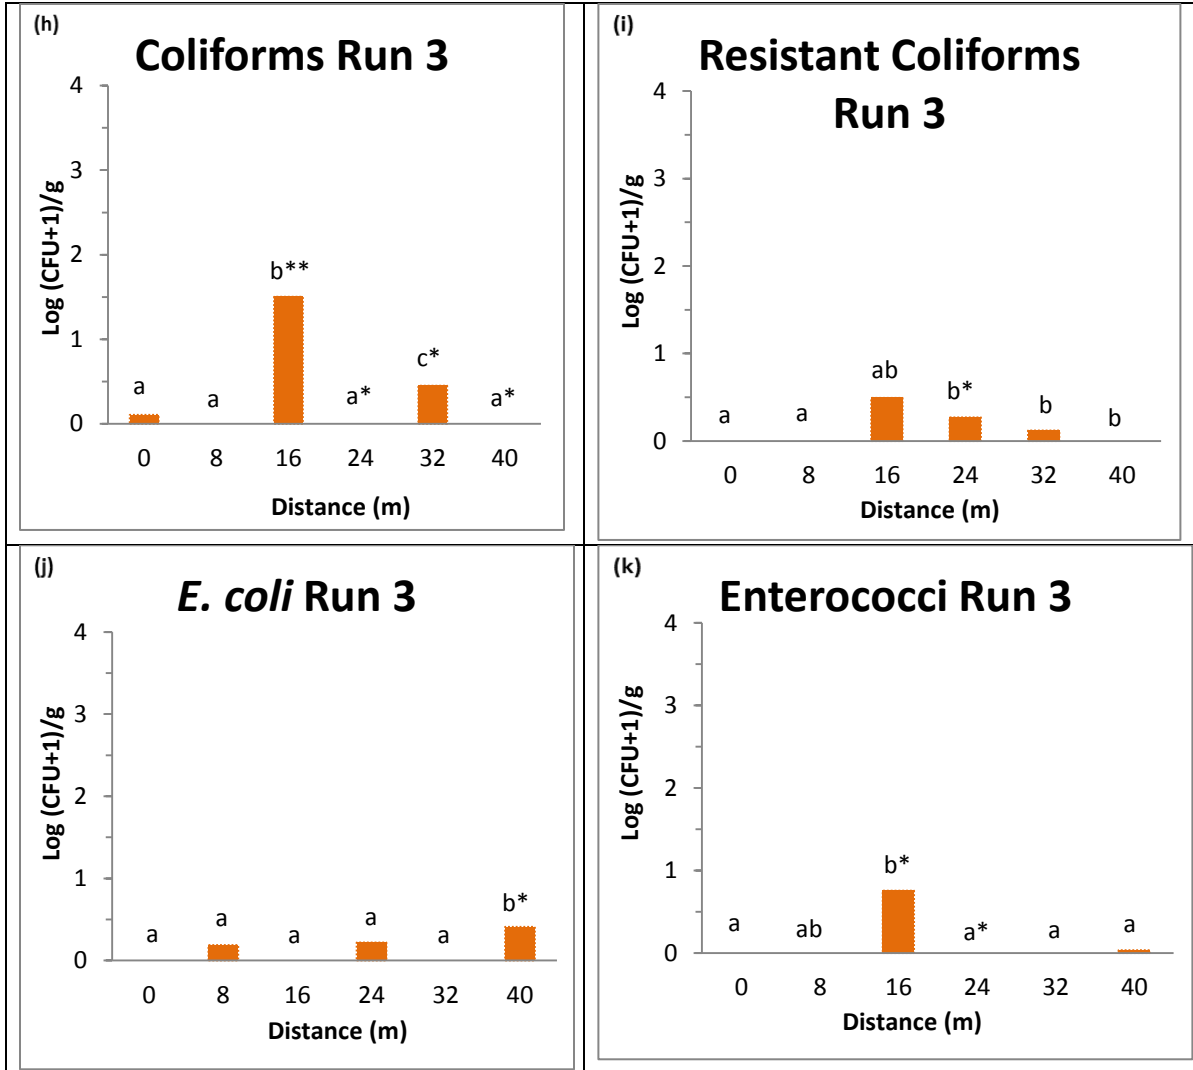 (h)
Coliforms Run 3
Log (CFU+1)/g
4
3
2
1
0
a
a
b**
a*
c*
a*
0 8 16 24 32 40
Distance (m)
(i)
Resistant Coliforms
Run 3
Log (CFU+1)/g
4
3
2
1
0
a
a
ab
b*
b
b
0 8 16 24 32 40
Distance (m)
(j)
E. coli Run 3
Log (CFU+1)/g
4
3
2
1
0
a
a
a
a
a
b*
0 8 16 24 32 40
Distance (m)
(k)
Enterococci Run 3
Log (CFU+1)/g
4
3
2
1
0
a
ab
b*
a*
a
a
0 8 16 24 32 40
Distance (m)